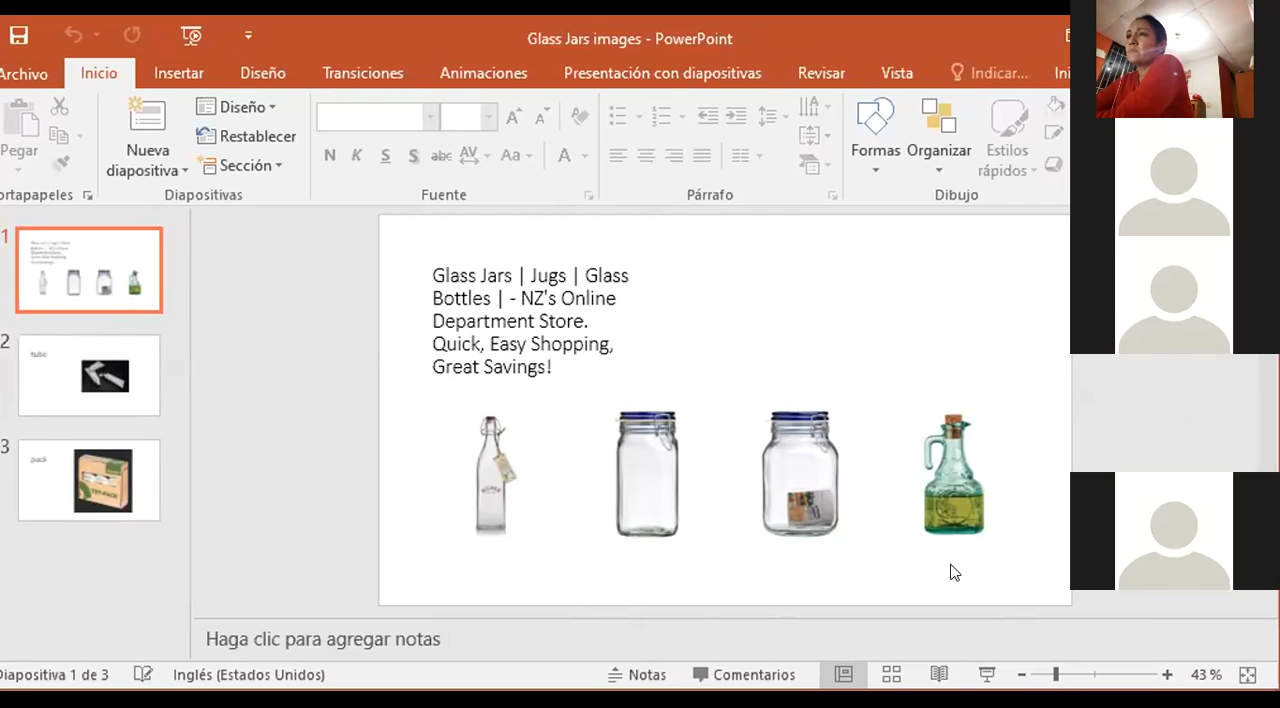 Glass Jars images - PowerPoint
Archivo Inicio Insertar Diseño Transiciones Animaciones Presentación con diapositivas Revisar Vista Indicar... Ini
Pegar
Nueva diapositiva
Diseño
Restablecer
Sección
N K S S abc AV Aa A
Formas Organizar Estilos rápidos
ortapapeles Diapositivas Fuente Párrafo Dibujo
1
2
tubo
3
pack
Glass Jars | Jugs | Glass
Bottles | - NZ's Online
Department Store.
Quick, Easy Shopping,
Great Savings!
Haga clic para agregar notas
Diapositiva 1 de 3 Inglés (Estados Unidos) Notas Comentarios 43 %